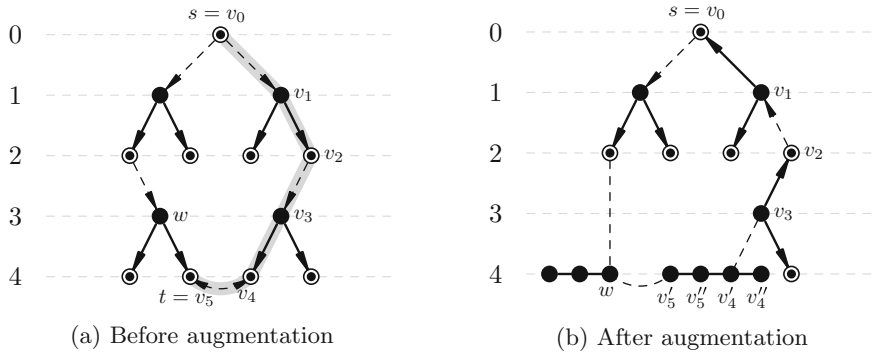 s = v₀
0
1
v₁
2
v₂
3
w
v₃
4
t = v₅
v₄
(a) Before augmentation
s = v₀
0
1
v₁
2
v₂
3
v₃
4
w
v₅′
v₅″
v₄′
v₄″
(b) After augmentation